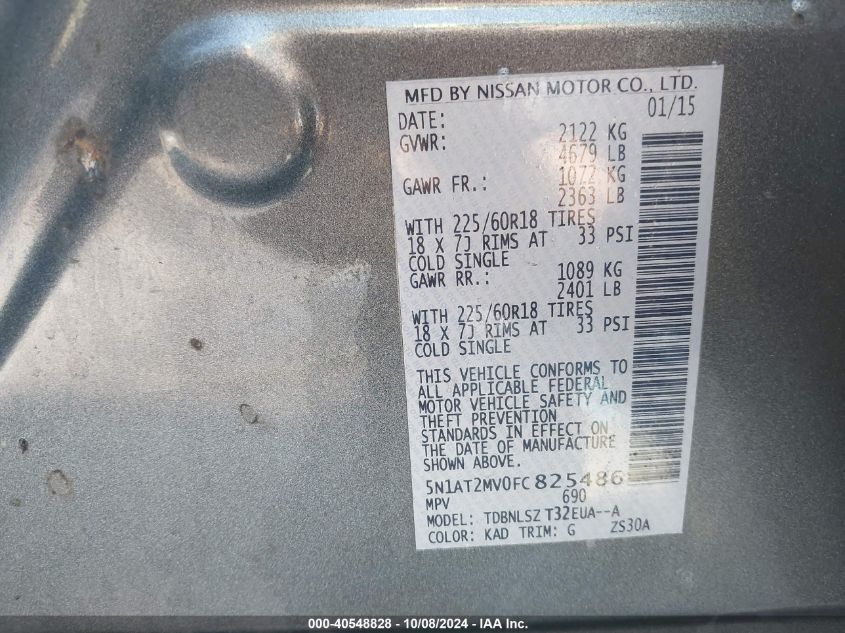 MFD BY NISSAN MOTOR CO., LTD.
DATE: 01/15
GVWR: 2122 KG
4679 LB
GAWR FR.: 1072 KG
2363 LB
WITH 225/60R18 TIRES
18 X 7J RIMS AT 33 PSI
COLD SINGLE
GAWR RR.: 1089 KG
2401 LB
WITH 225/60R18 TIRES
18 X 7J RIMS AT 33 PSI
COLD SINGLE
THIS VEHICLE CONFORMS TO
ALL APPLICABLE FEDERAL
MOTOR VEHICLE SAFETY AND
THEFT PREVENTION
STANDARDS IN EFFECT ON
THE DATE OF MANUFACTURE
SHOWN ABOVE.
5N1AT2MV0FC825486
MPV 690
MODEL: TDBNLSZ T32EUA--A
COLOR: KAD TRIM: G ZS30A
000-40548828 - 10/08/2024 - IAA Inc.